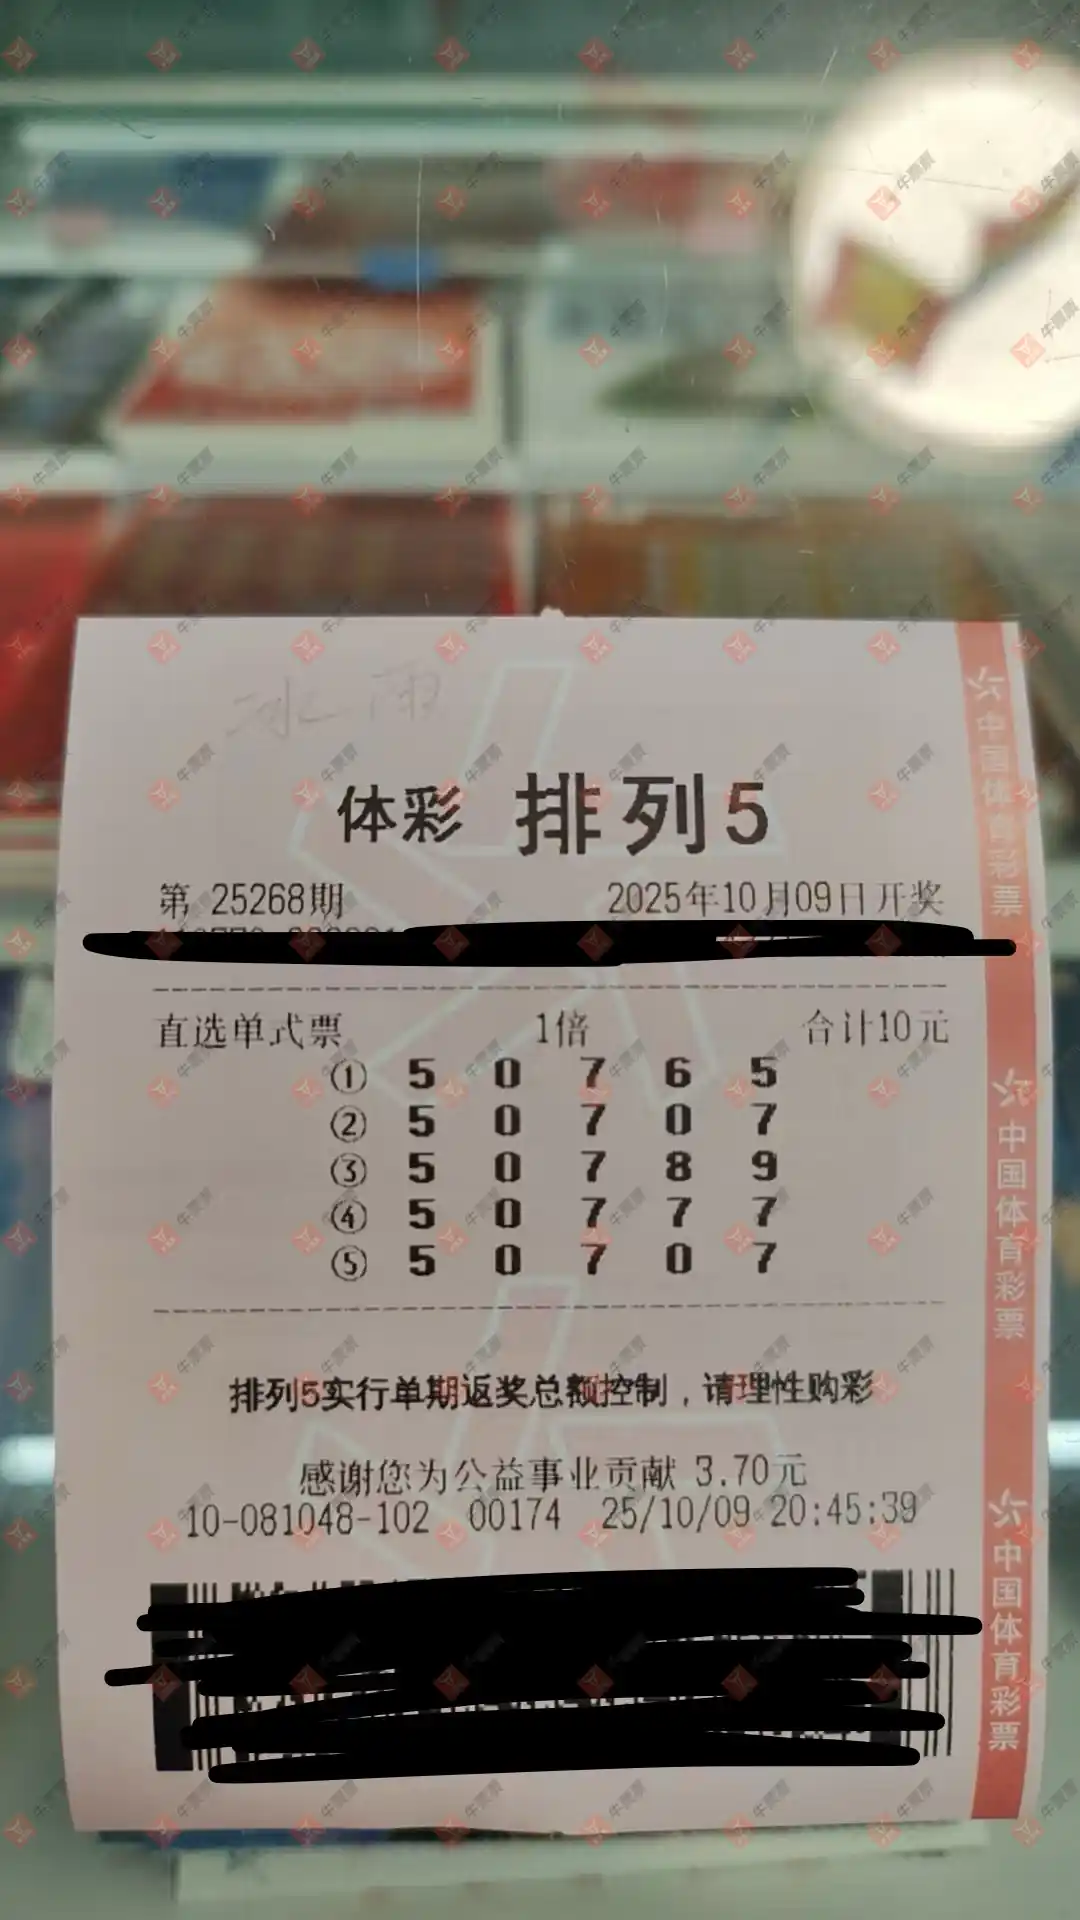 冰雨
体彩 排列5
第 25268期 2025年10月09日开奖
直选单式票 1倍 合计10元
① 5 0 7 6 5
② 5 0 7 0 7
③ 5 0 7 8 9
④ 5 0 7 7 7
⑤ 5 0 7 0 7
排列5实行单期返奖总额控制，请理性购彩
感谢您为公益事业贡献 3.70元
10-081048-102 00174 25/10/09 20:45:39
中国体育彩票
中国体育彩票
中国体育彩票
牛票票